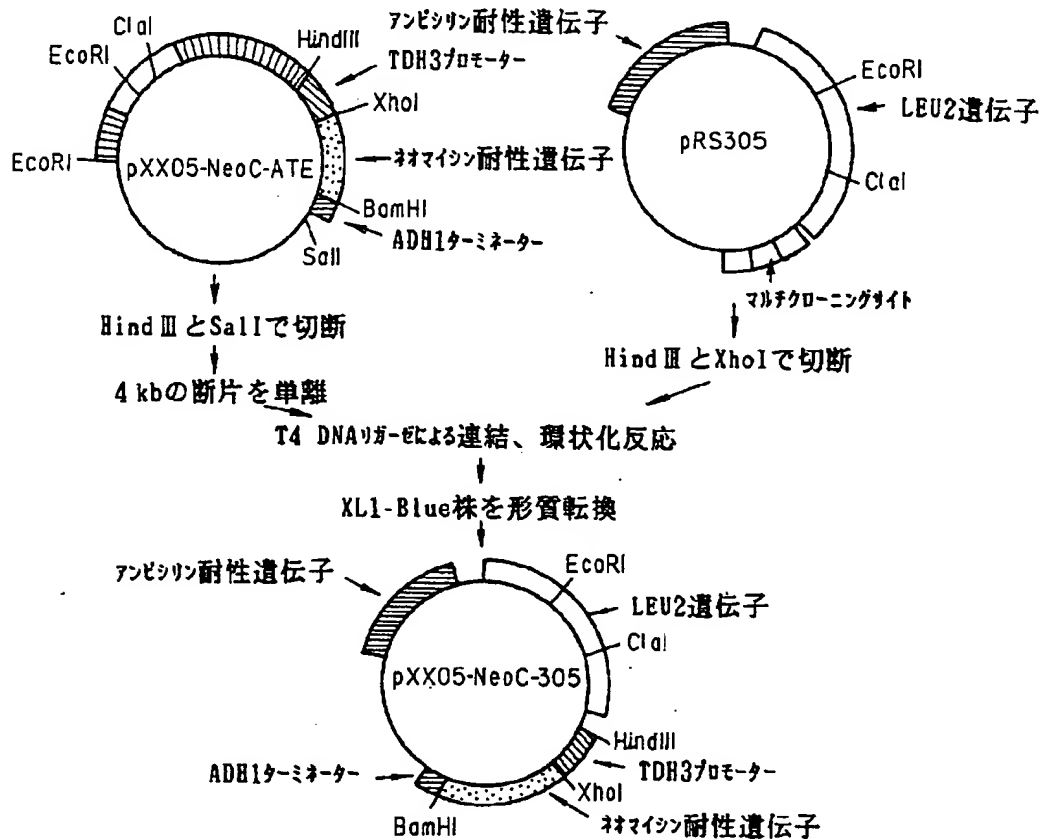 ClaI
EcoRI
HindIII
TDH3プロモーター
XhoI
EcoRI
pXX05-NeoC-ATE
ネオマイシン耐性遺伝子
BamHI
ADH1ターミネーター
SalI
アンピシリン耐性遺伝子
EcoRI
LEU2遺伝子
pRS305
ClaI
マルチクローニングサイト
HindⅢとSalIで切断
4 kbの断片を単離
HindⅢとXhoIで切断
T4 DNAリガーゼによる連結、環状化反応
XL1-Blue株を形質転換
アンピシリン耐性遺伝子
EcoRI
LEU2遺伝子
ClaI
pXX05-NeoC-305
HindIII
TDH3プロモーター
XhoI
ADH1ターミネーター
BamHI
ネオマイシン耐性遺伝子